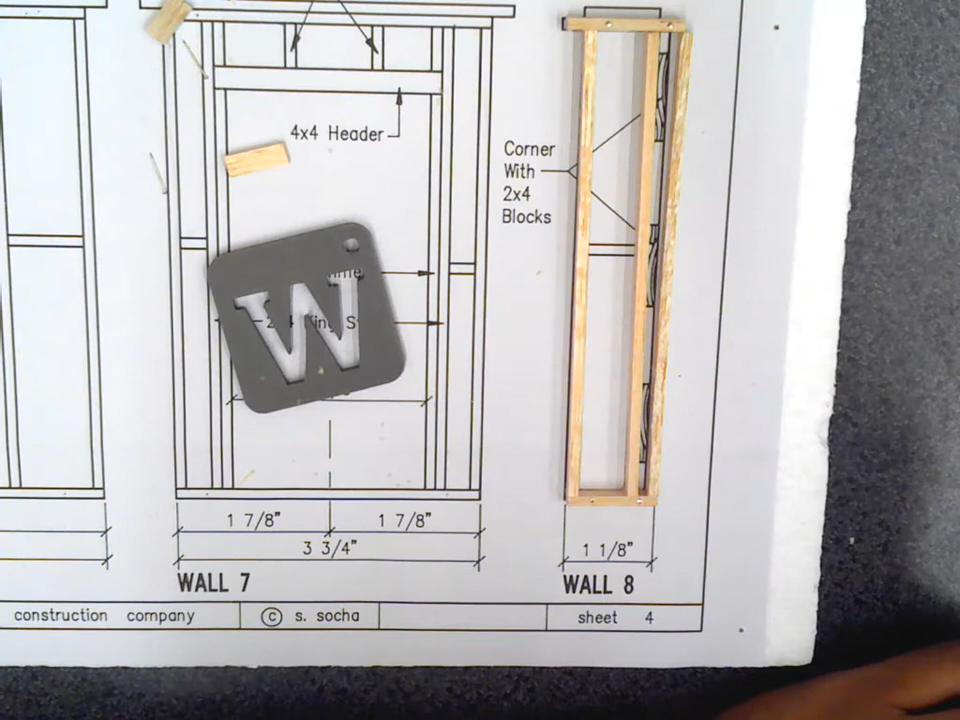 4x4 Header
Corner
With
2x4
Blocks
W
1 7/8" 1 7/8"
3 3/4"
1 1/8"
WALL 7
WALL 8
construction company
© s. socha
sheet 4